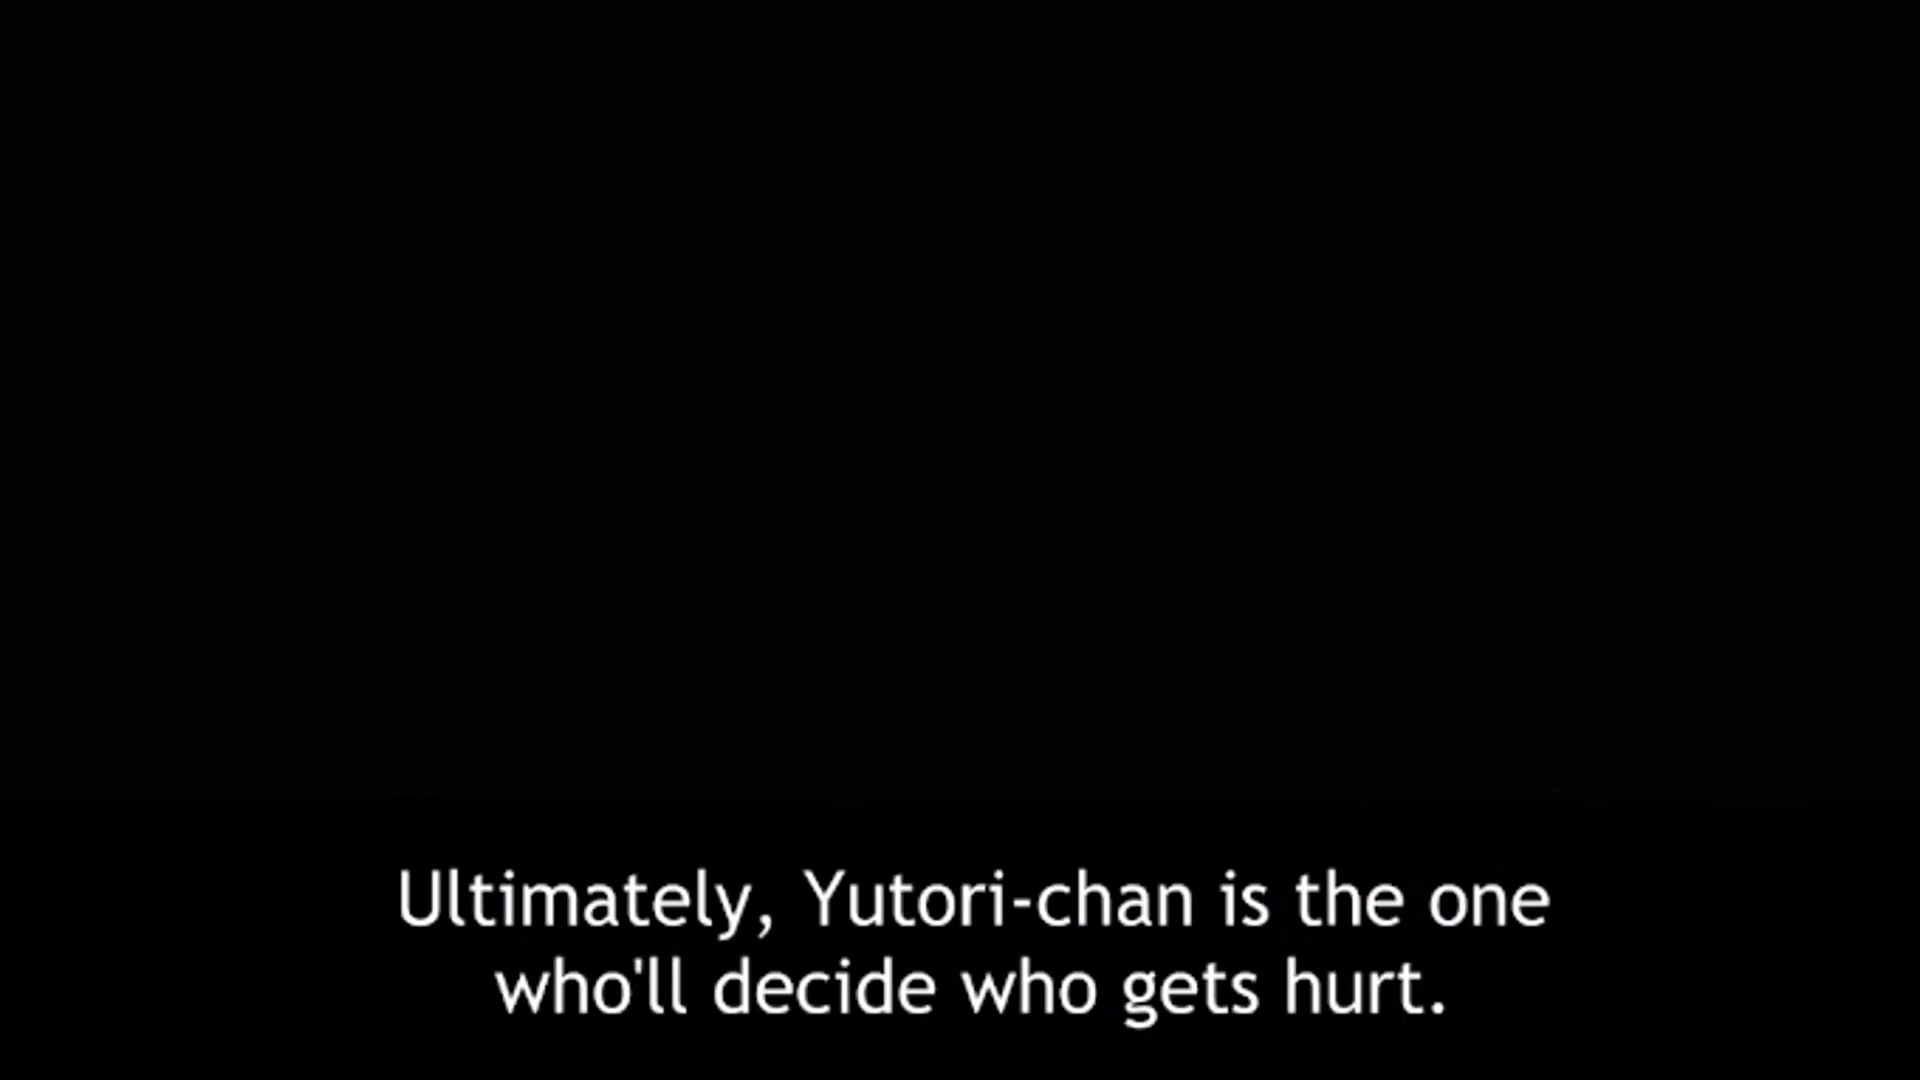 Ultimately, Yutori-chan is the one
who'll decide who gets hurt.